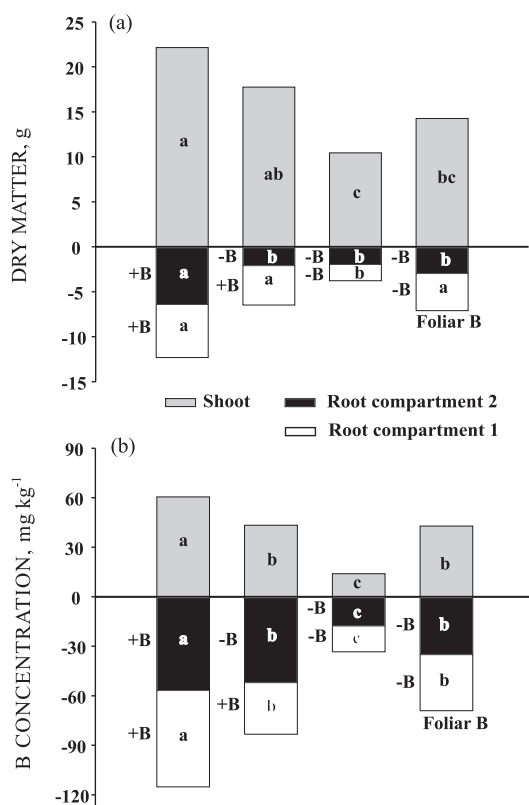 (a)
25
20
15
10
5
0
-5
-10
-15
DRY MATTER, g
a
ab
c
bc
+B a
-B b
-B b
-B b
+B a
+B a
-B b
-B a
Foliar B
Shoot
Root compartment 2
Root compartment 1
(b)
90
60
30
0
-30
-60
-90
-120
B CONCENTRATION, mg kg⁻¹
a
b
c
b
+B a
-B b
-B c
-B b
+B a
+B b
-B c
-B b
Foliar B